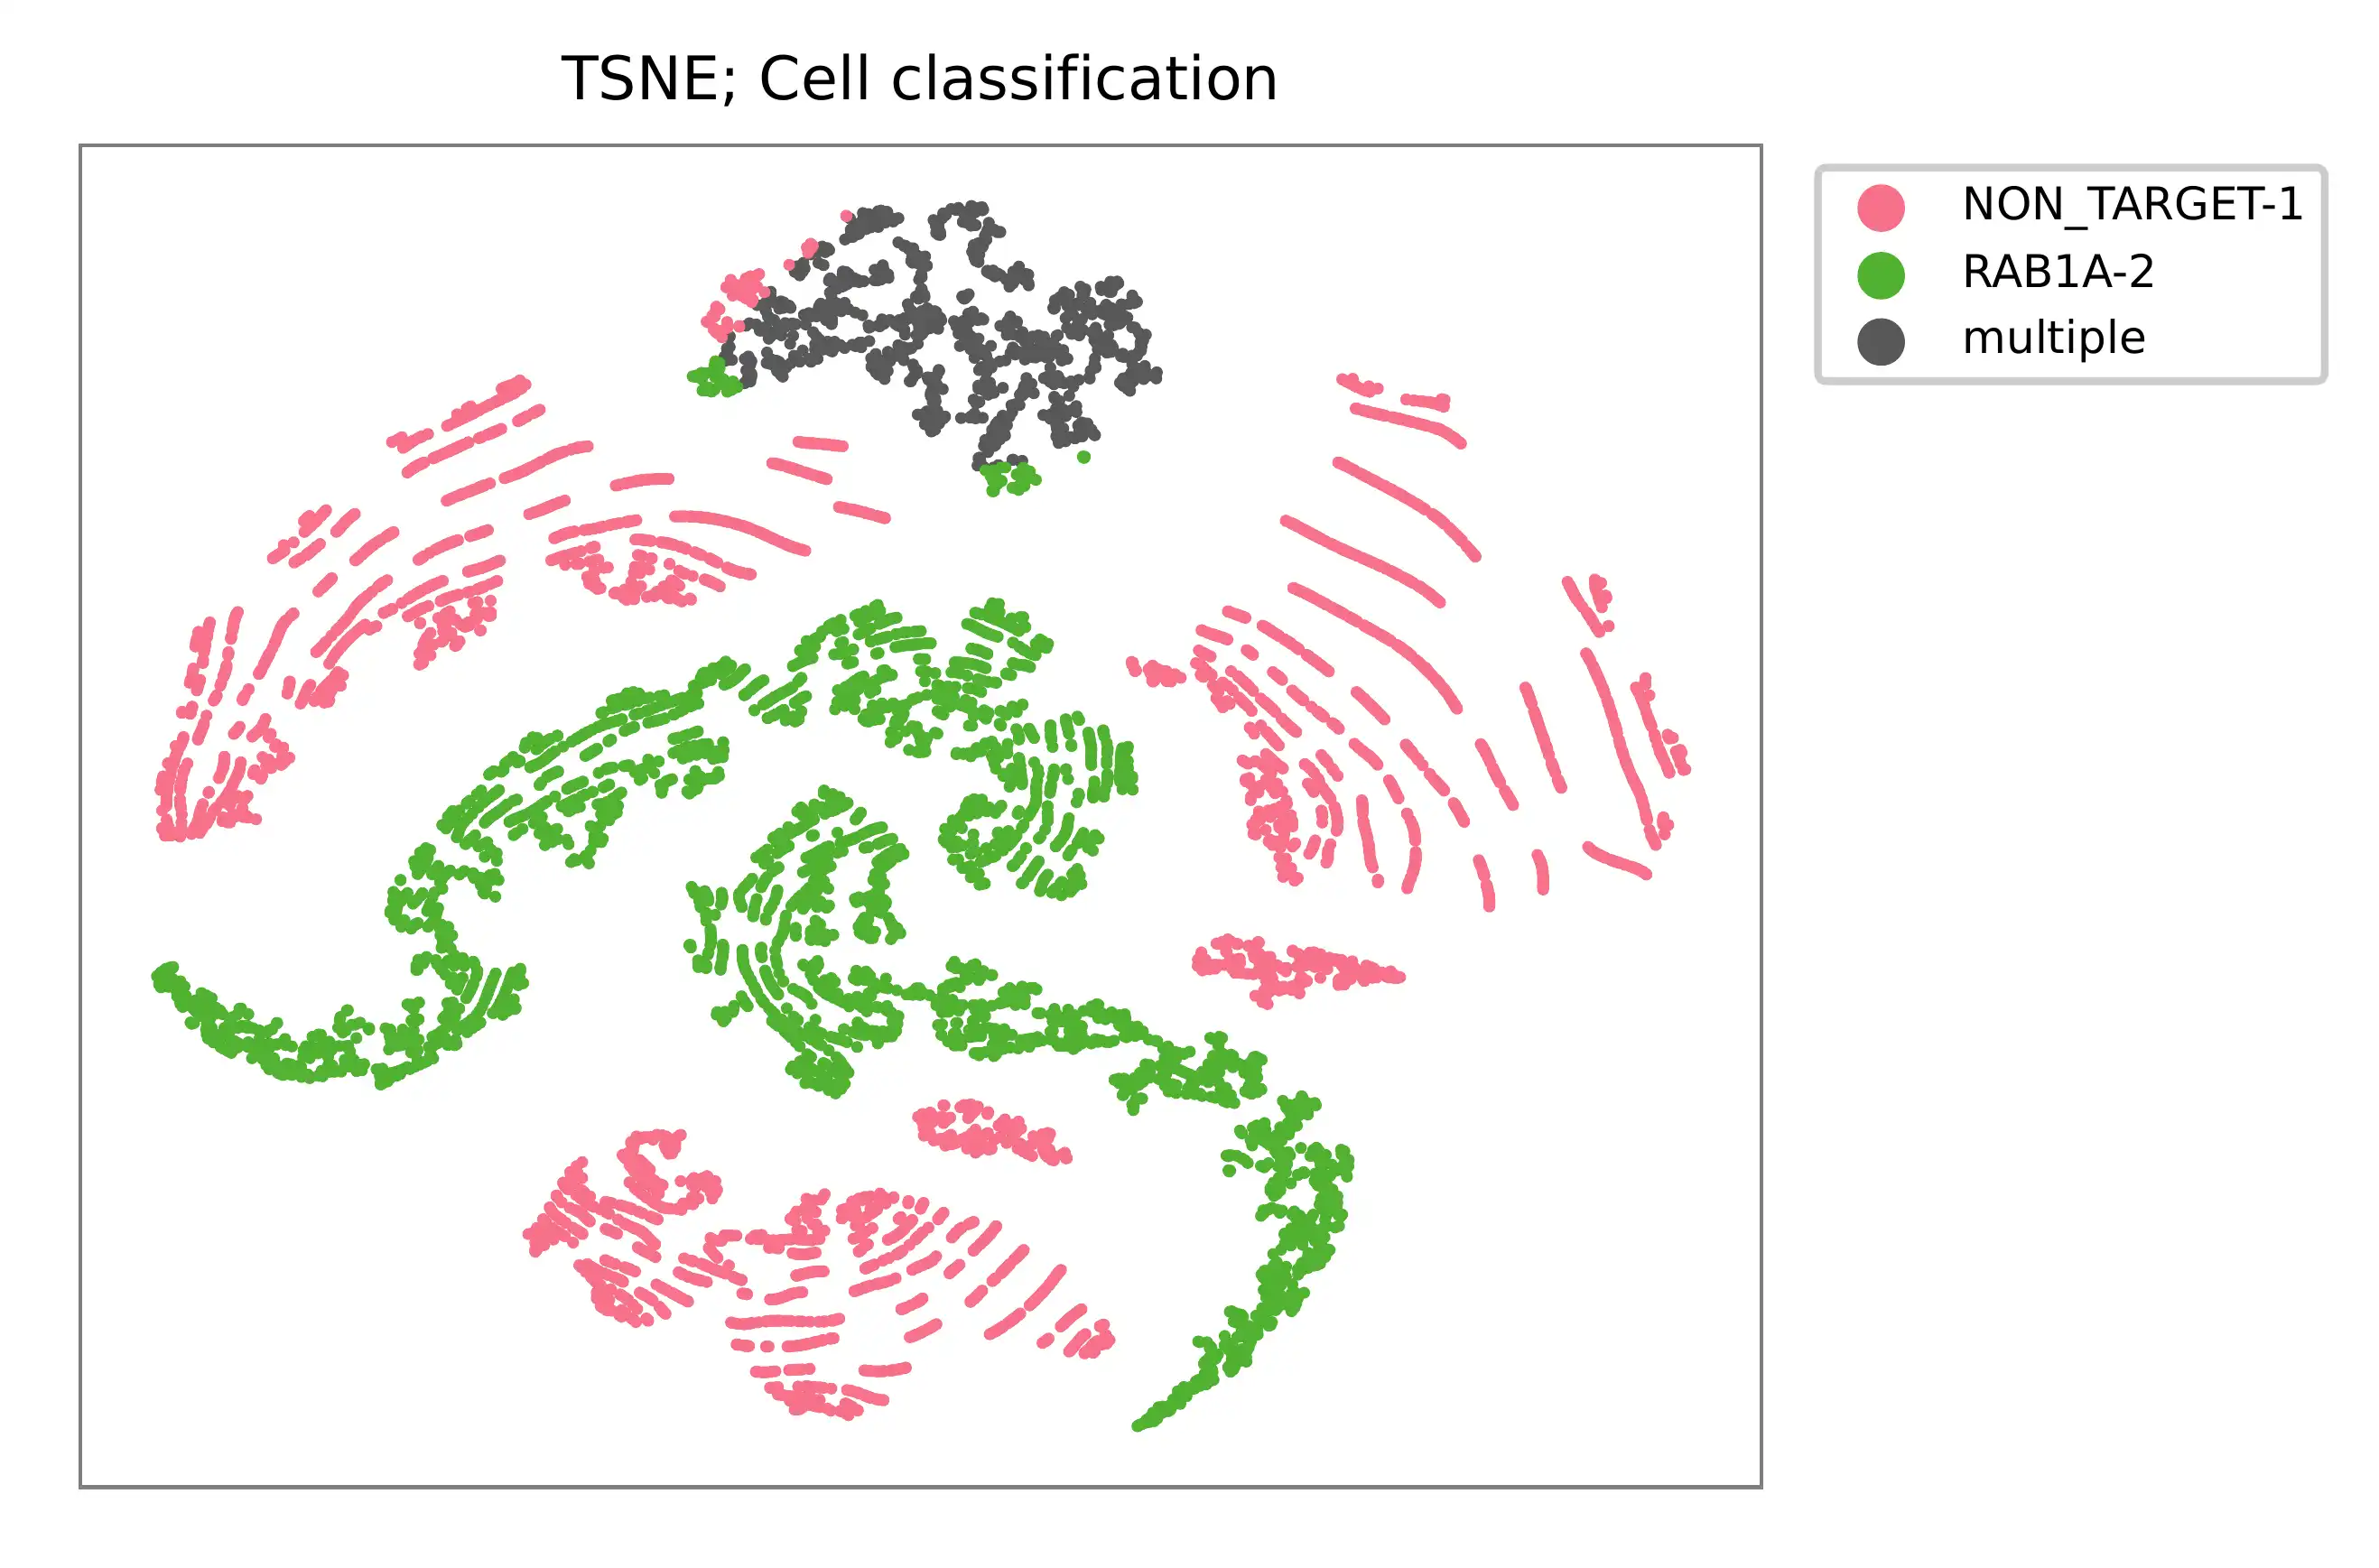 TSNE; Cell classification
NON_TARGET-1
RAB1A-2
multiple